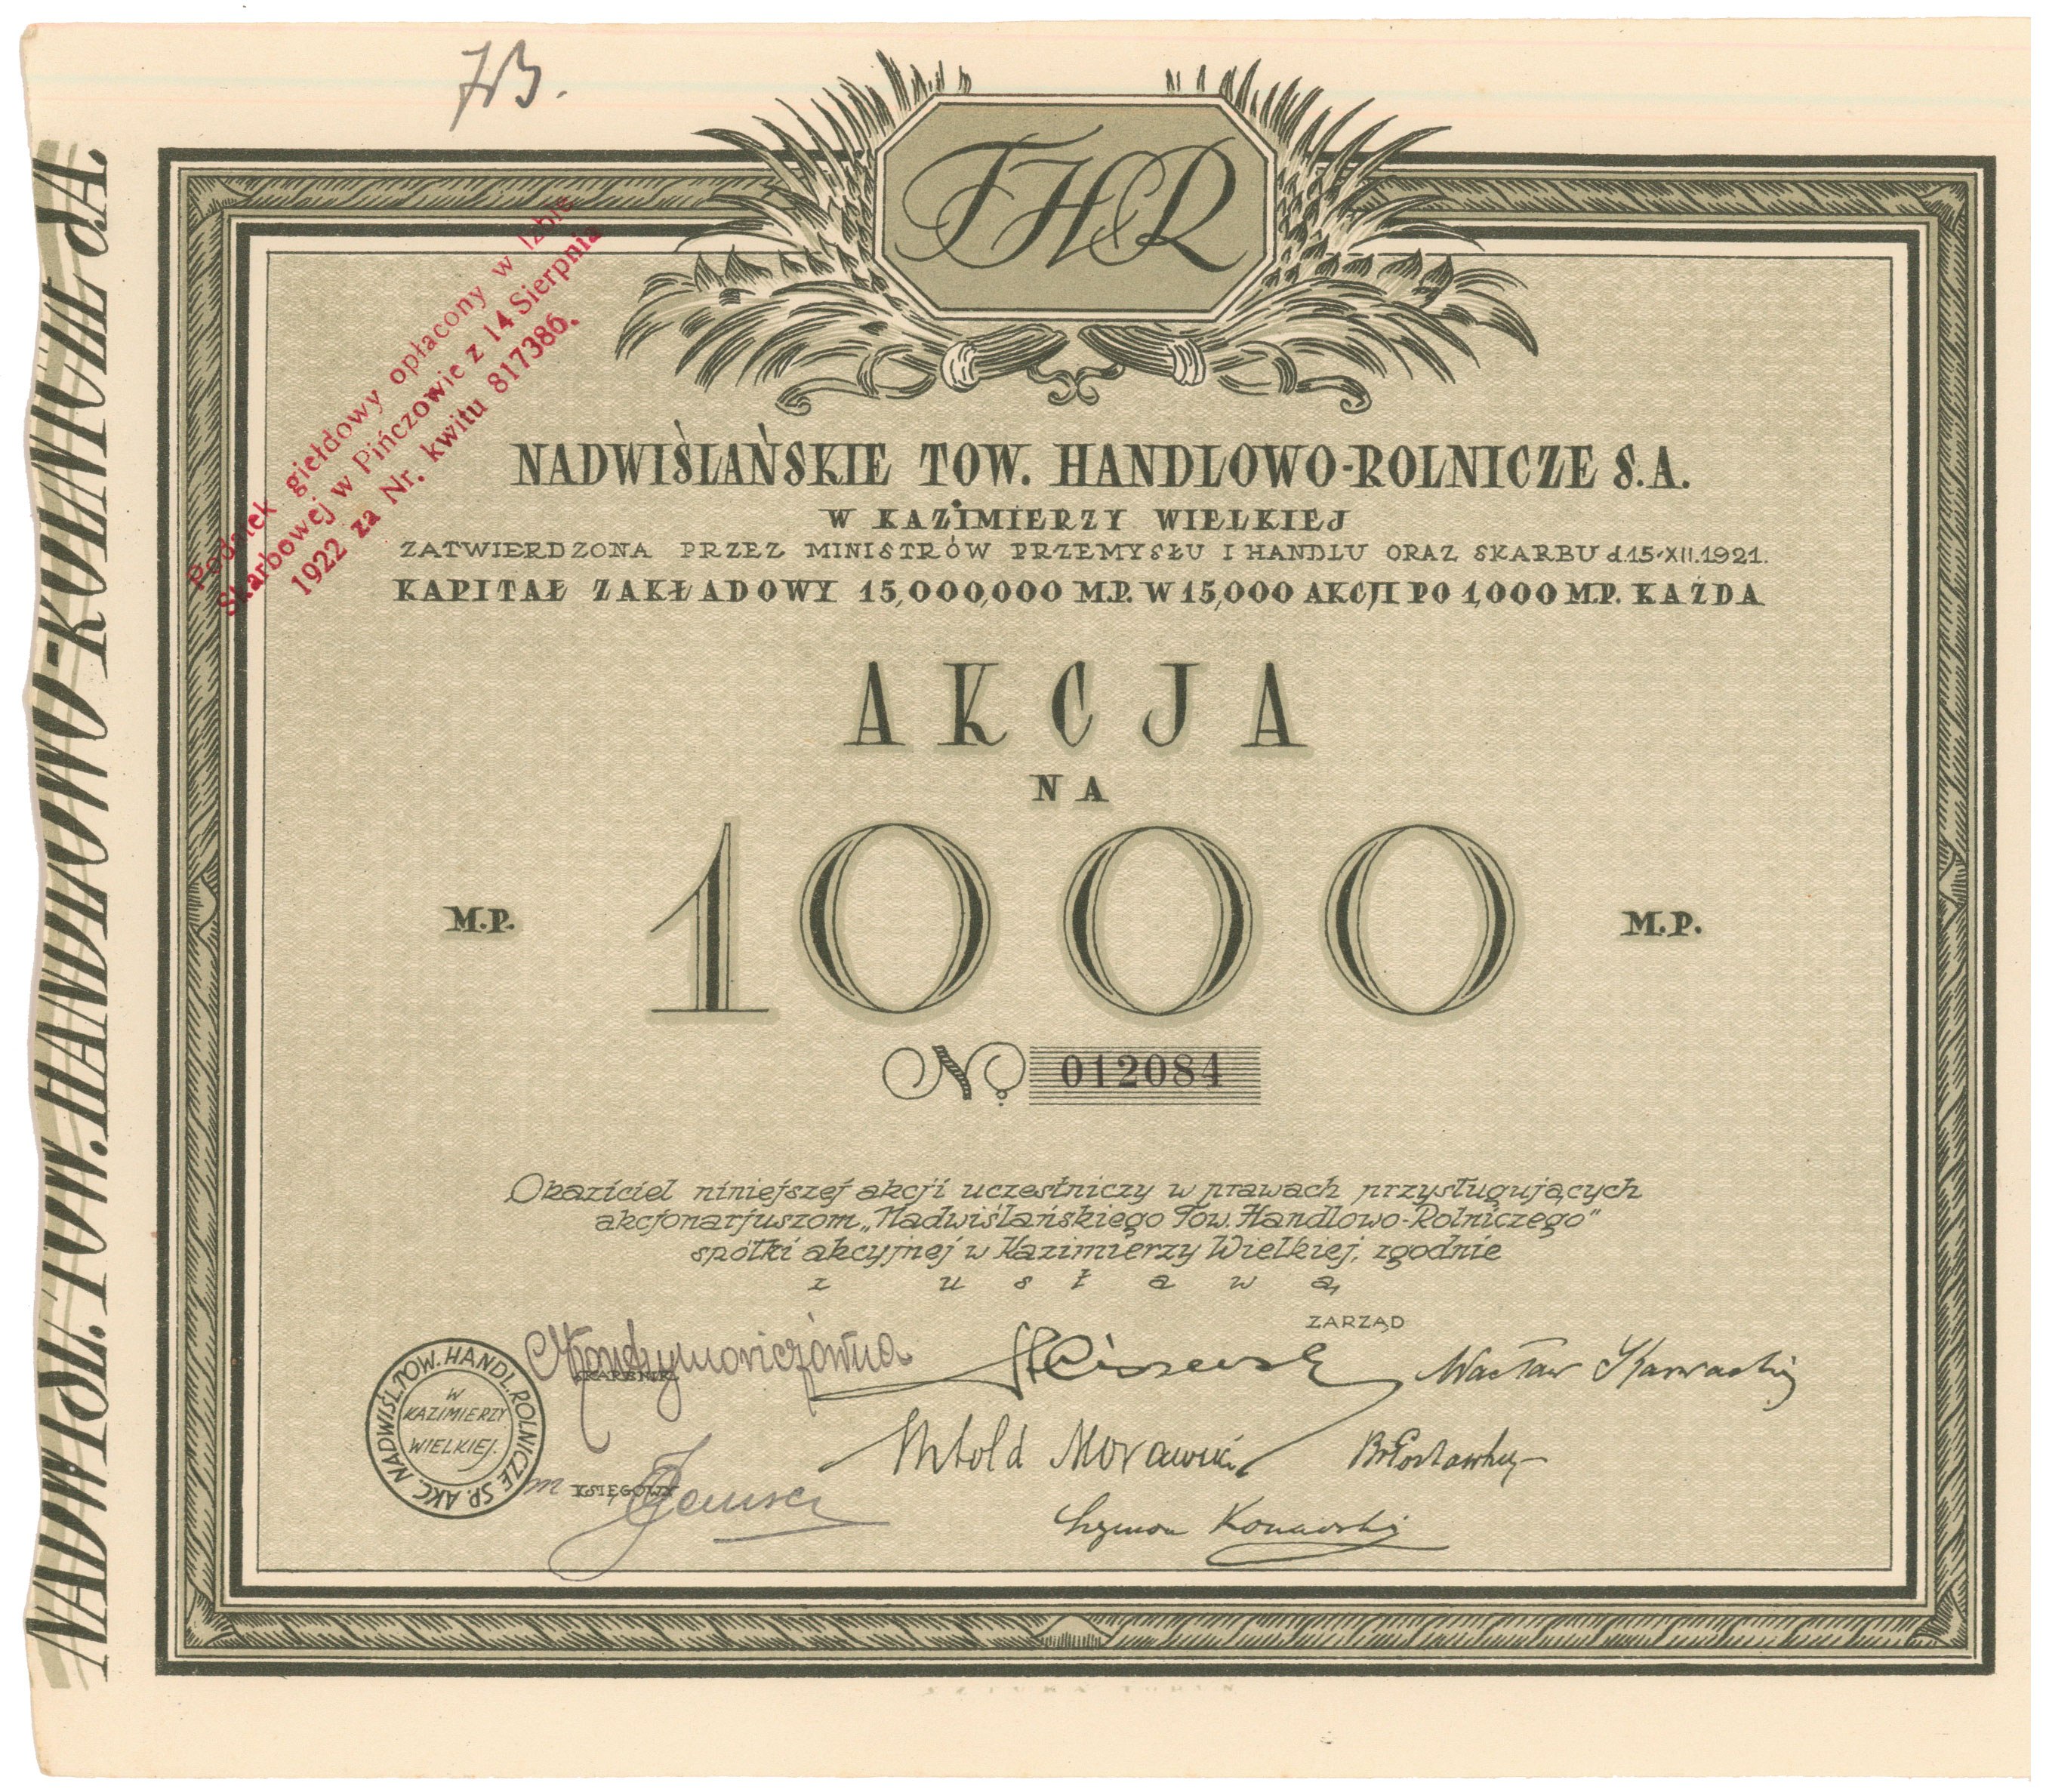 THR
Podatek giełdowy opłacony w Izbie
Skarbowej w Pińczowie z 14 Sierpnia
1922 za Nr. kwitu 817386.
NADWIŚL. TOW. HANDLOWO-ROLNICZE S.A.
NADWIŚLAŃSKIE TOW. HANDLOWO-ROLNICZE S.A.
W KAZIMIERZY WIELKIEJ
ZATWIERDZONA PRZEZ MINISTRÓW PRZEMYSŁU I HANDLU ORAZ SKARBU d.15-XII.1921.
KAPITAŁ ZAKŁADOWY 15,000,000 M.P. W 15,000 AKCJI PO 1,000 M.P. KAŻDA
AKCJA
NA
M.P. 1000 M.P.
No. 012084
Okaziciel niniejszej akcji uczestniczy w prawach przysługujących
akcjonarjuszom „Nadwiślańskiego Tow. Handlowo-Rolniczego"
spółki akcyjnej w Kazimierzy Wielkiej, zgodnie
z ustawą
ZARZĄD
SKARBNIK
Witold Morawski
Szymon Konarski
KSIĘGOWY
NADWIŚL. TOW. HANDL. ROLNICZE SP. AKC.
W
KAZIMIERZY
WIELKIEJ.